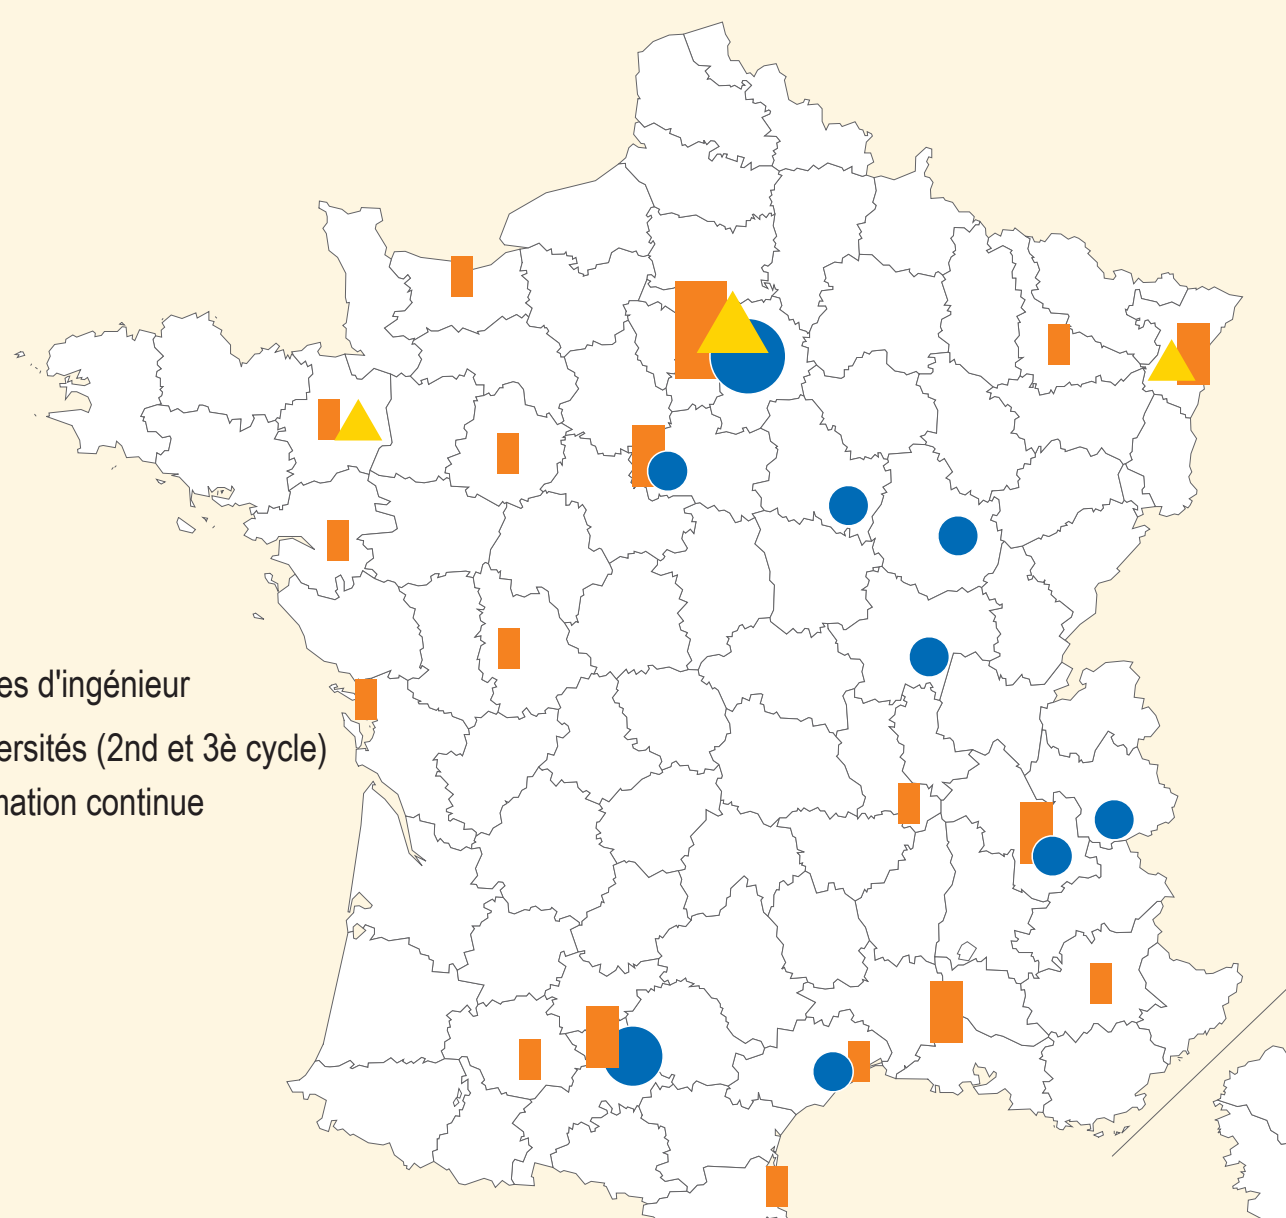 es d'ingénieur
ersités (2nd et 3è cycle)
nation continue